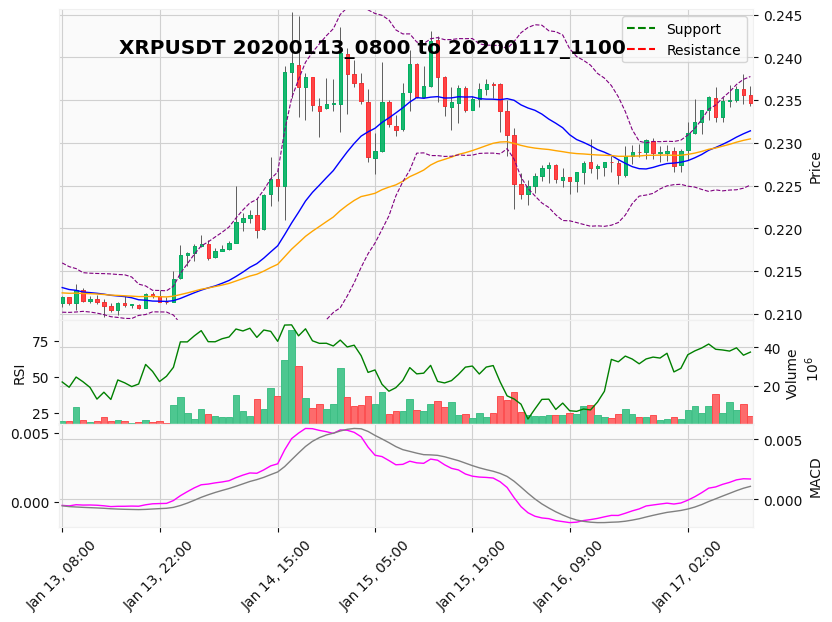 XRPUSDT 20200113_0800 to 20200117_1100
Support
Resistance
0.245
0.240
0.235
0.230
0.225
0.220
0.215
0.210
Price
75
50
25
RSI
40
20
Volume
10^6
0.005
0.000
0.005
0.000
MACD
Jan 13, 08:00
Jan 13, 22:00
Jan 14, 15:00
Jan 15, 05:00
Jan 15, 19:00
Jan 16, 09:00
Jan 17, 02:00